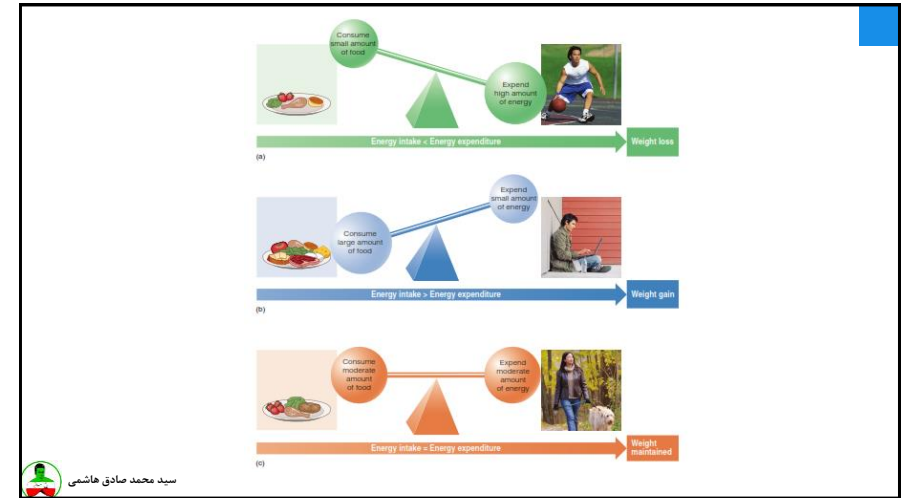 Consume
small amount
of food
Expend
high amount
of energy
Energy intake < Energy expenditure
Weight loss
(a)
Expend
small amount
of energy
Consume
large amount
of food
Energy intake > Energy expenditure
Weight gain
(b)
Consume
moderate
amount
of food
Expend
moderate
amount
of energy
Energy intake = Energy expenditure
Weight
maintained
(c)
سید محمد صادق هاشمی